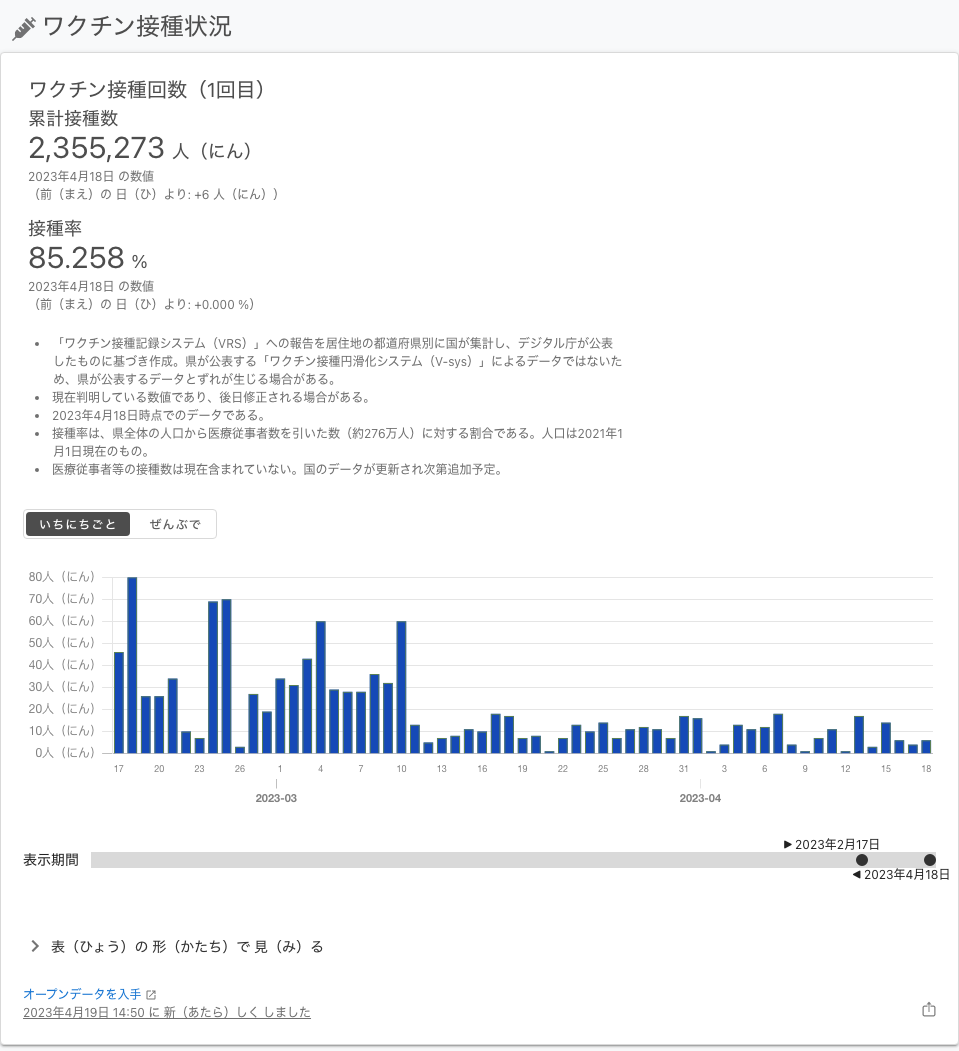 ワクチン接種状況
ワクチン接種回数（1回目）
累計接種数
2,355,273 人（にん）
2023年4月18日 の数値
（前（まえ）の 日（ひ）より: +6 人（にん））
接種率
85.258 %
2023年4月18日 の数値
（前（まえ）の 日（ひ）より: +0.000 %）
• 「ワクチン接種記録システム（VRS）」への報告を居住地の都道府県別に国が集計し、デジタル庁が公表
したものに基づき作成。県が公表する「ワクチン接種円滑化システム（V-sys）」によるデータではないた
め、県が公表するデータとずれが生じる場合がある。
• 現在判明している数値であり、後日修正される場合がある。
• 2023年4月18日時点でのデータである。
• 接種率は、県全体の人口から医療従事者数を引いた数（約276万人）に対する割合である。人口は2021年1
月1日現在のもの。
• 医療従事者等の接種数は現在含まれていない。国のデータが更新され次第追加予定。
いちにちごと ぜんぶで
80人（にん）
70人（にん）
60人（にん）
50人（にん）
40人（にん）
30人（にん）
20人（にん）
10人（にん）
0人（にん）
17 20 23 26 1 4 7 10 13 16 19 22 25 28 31 3 6 9 12 15 18
2023-03 2023-04
▶ 2023年2月17日
表示期間
◀ 2023年4月18日
表（ひょう）の 形（かたち）で 見（み）る
オープンデータを入手
2023年4月19日 14:50 に 新（あたら）しく しました